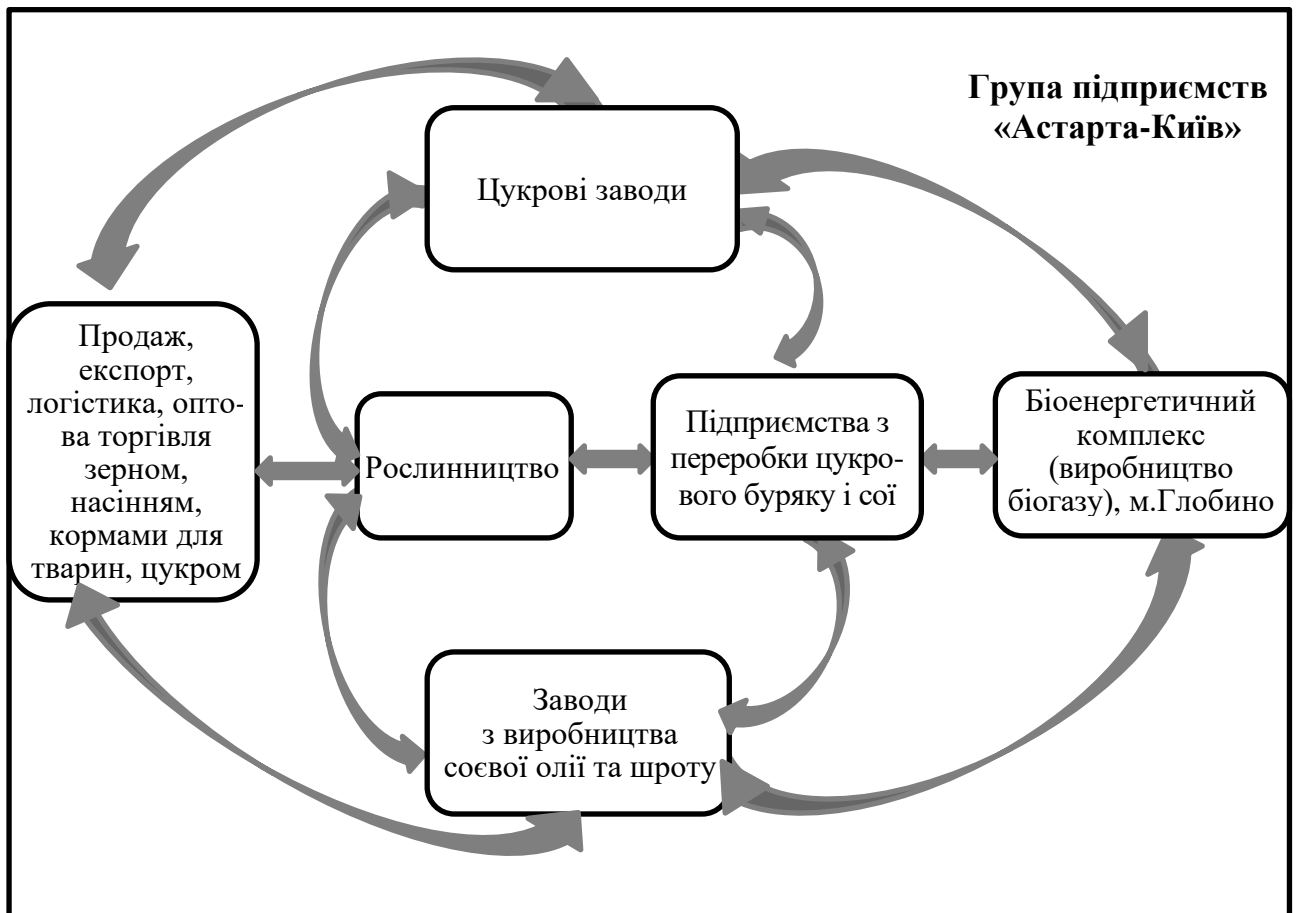 Група підприємств
«Астарта-Київ»
Цукрові заводи
Продаж,
експорт,
логістика, опто-
ва торгівля
зерном,
насінням,
кормами для
тварин, цукром
Рослинництво
Підприємства з
переробки цукро-
вого буряку і сої
Біоенергетичний
комплекс
(виробництво
біогазу), м.Глобино
Заводи
з виробництва
соєвої олії та шроту